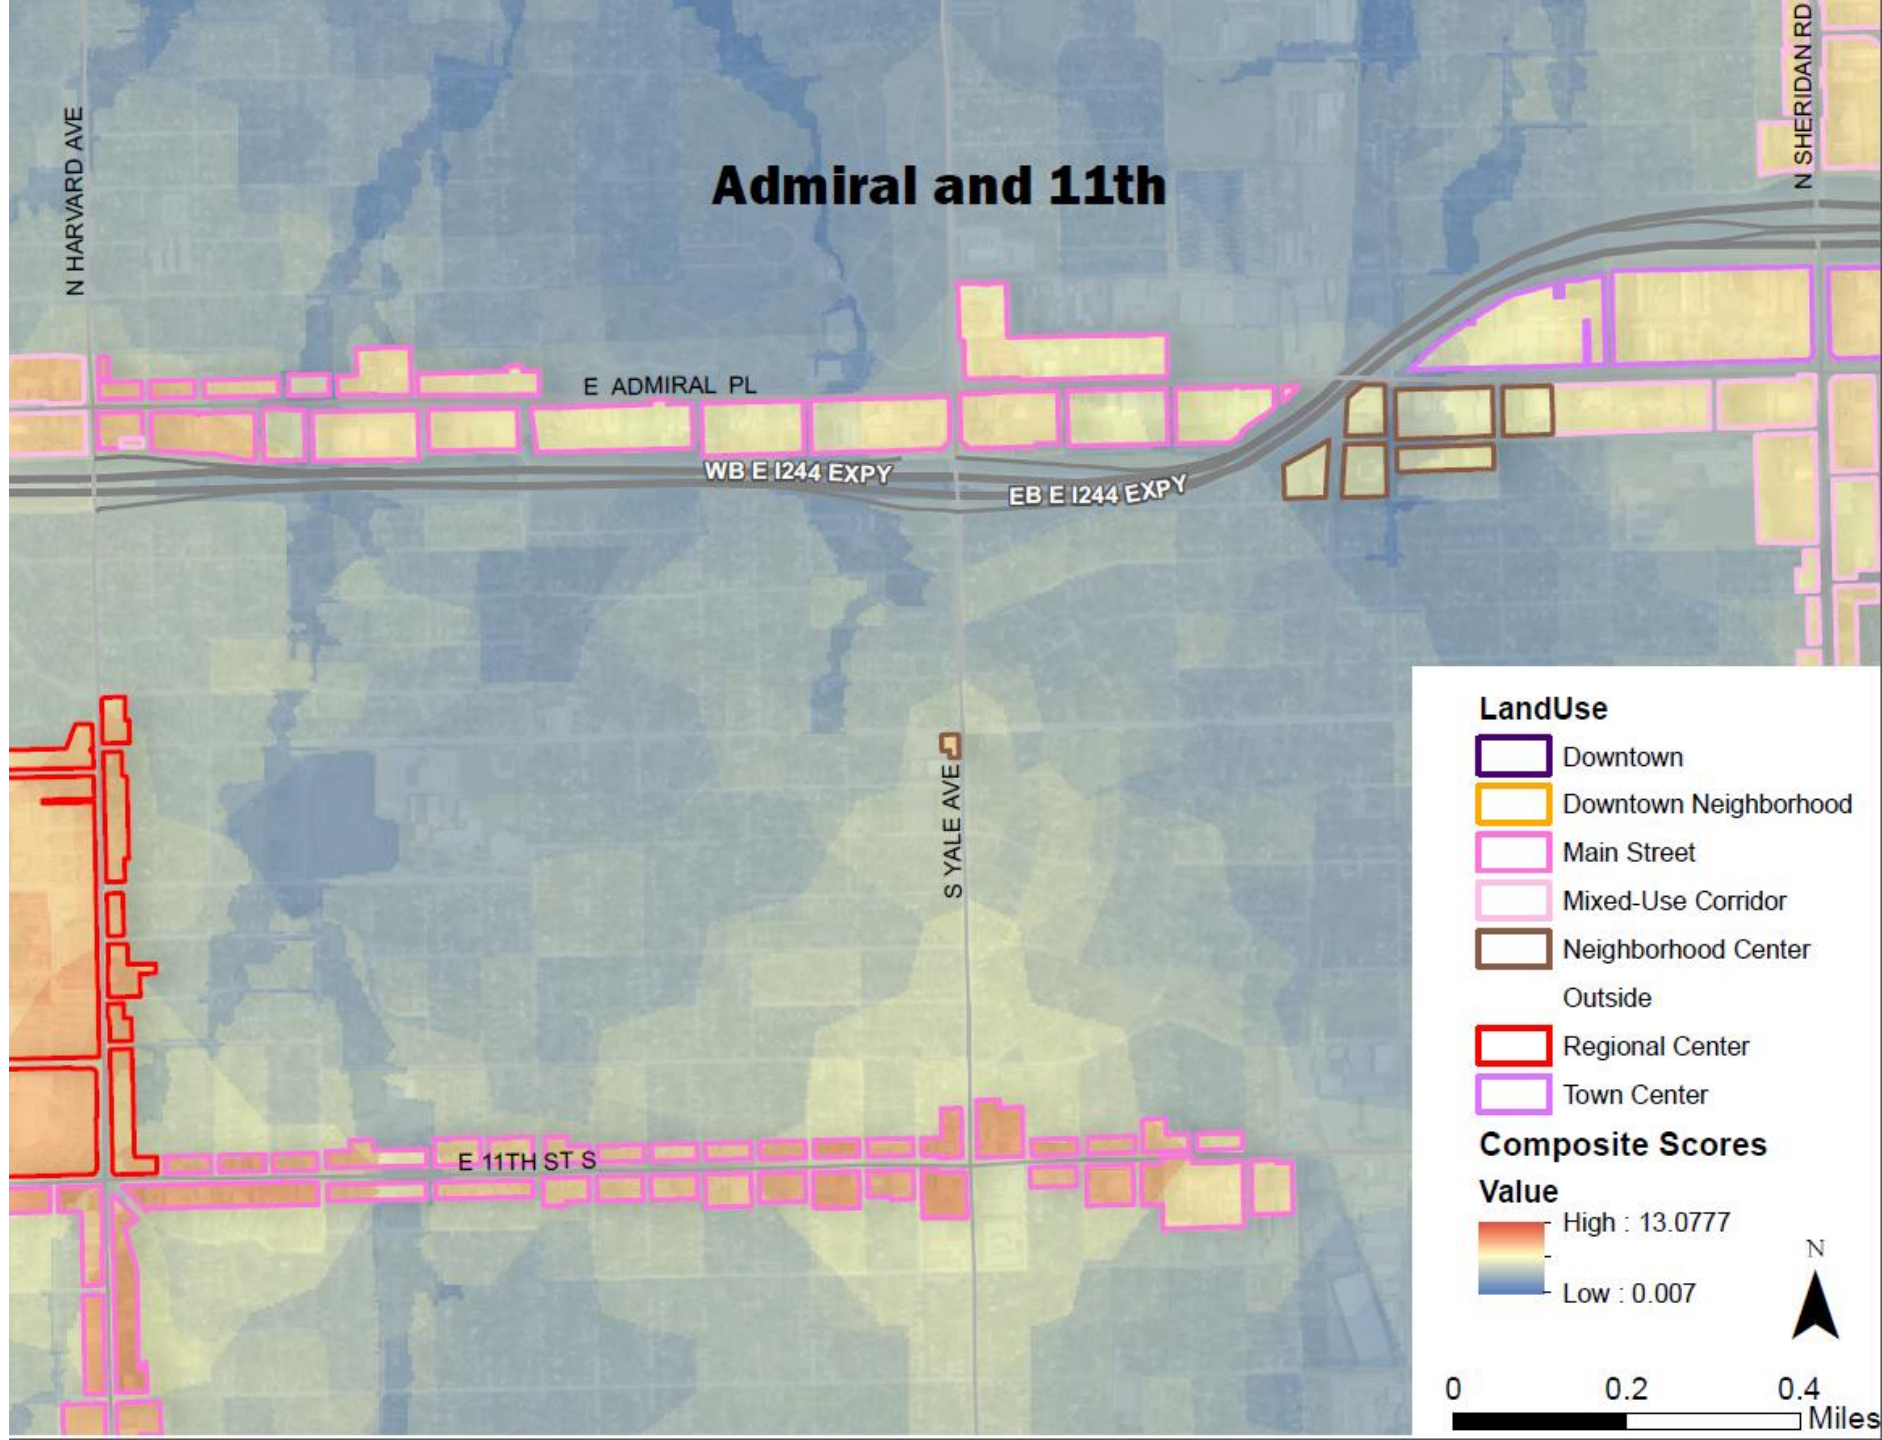 N HARVARD AVE
N SHERIDAN RD
Admiral and 11th
E ADMIRAL PL
WB E I244 EXPY
EB E I244 EXPY
S YALE AVE
E 11TH ST S
LandUse
Downtown
Downtown Neighborhood
Main Street
Mixed-Use Corridor
Neighborhood Center
Outside
Regional Center
Town Center
Composite Scores
Value
High : 13.0777
Low : 0.007
N
0 0.2 0.4
Miles